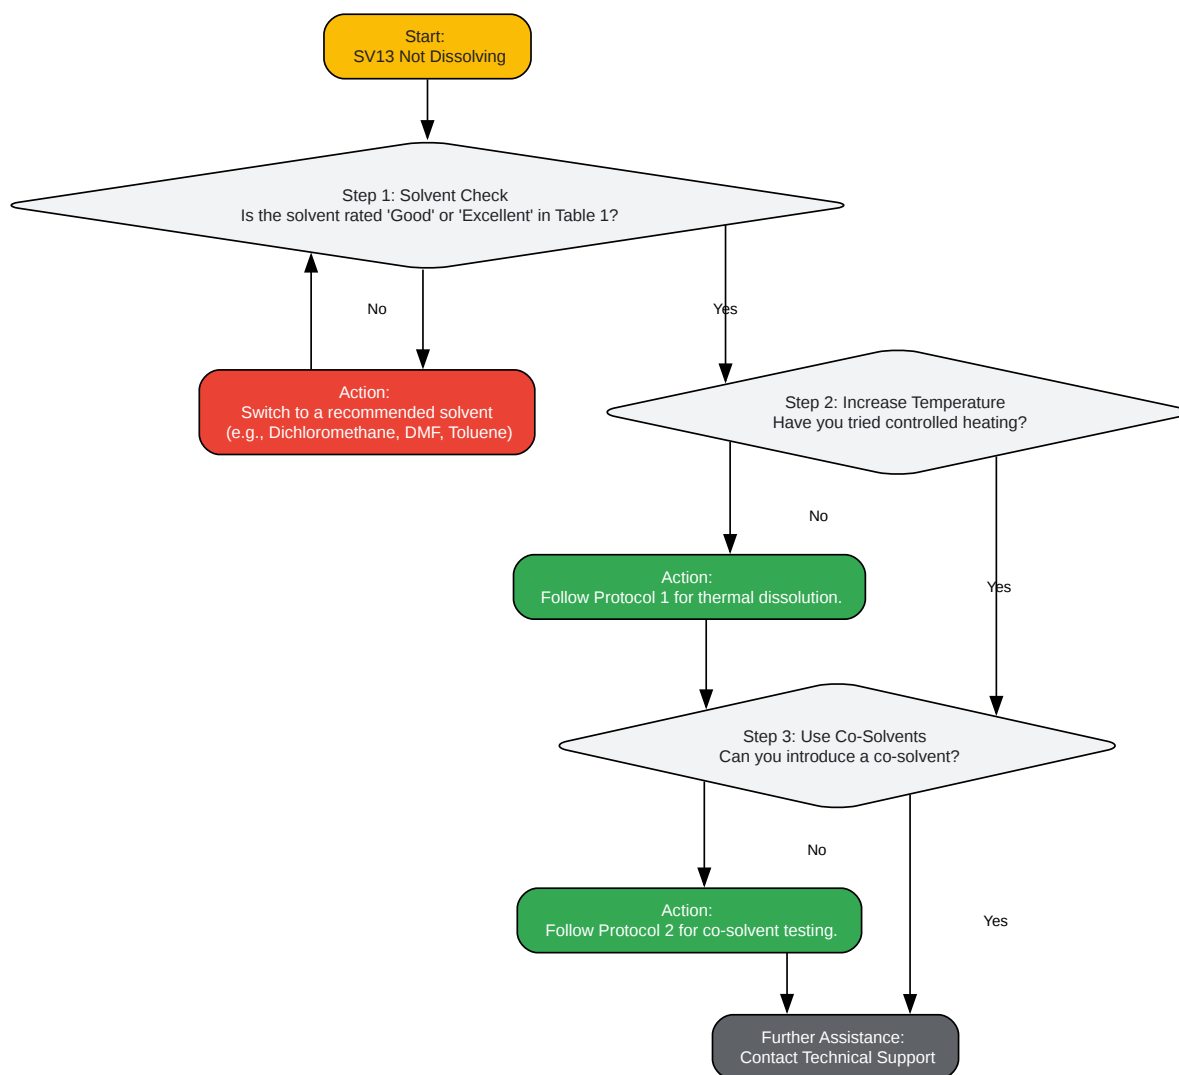 Start:
SV13 Not Dissolving
Step 1: Solvent Check
Is the solvent rated 'Good' or 'Excellent' in Table 1?
No
Yes
Action:
Switch to a recommended solvent
(e.g., Dichloromethane, DMF, Toluene)
Step 2: Increase Temperature
Have you tried controlled heating?
No
Action:
Follow Protocol 1 for thermal dissolution.
Yes
Step 3: Use Co-Solvents
Can you introduce a co-solvent?
No
Action:
Follow Protocol 2 for co-solvent testing.
Yes
Further Assistance:
Contact Technical Support